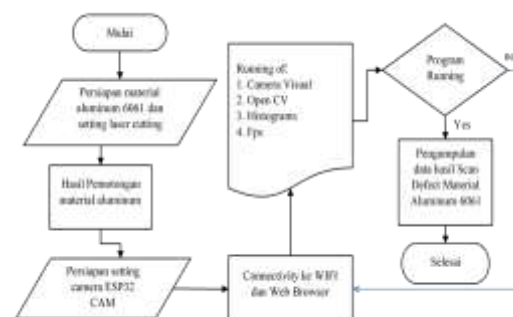 Mulai
Persiapan material
aluminum 6061 dan
setting laser cutting
Hasil Pemotongan
material aluminum
Persiapan setting
camera ESP32
CAM
Running of:
1. Camera Visual
2. Open CV
3. Histograms
4. Fps
Connectivity ke WIFI
dan Web Browser
Program
Running
no
Yes
Pengumpulan
data hasil Scan
Defect Material
Aluminum 6061
Selesai